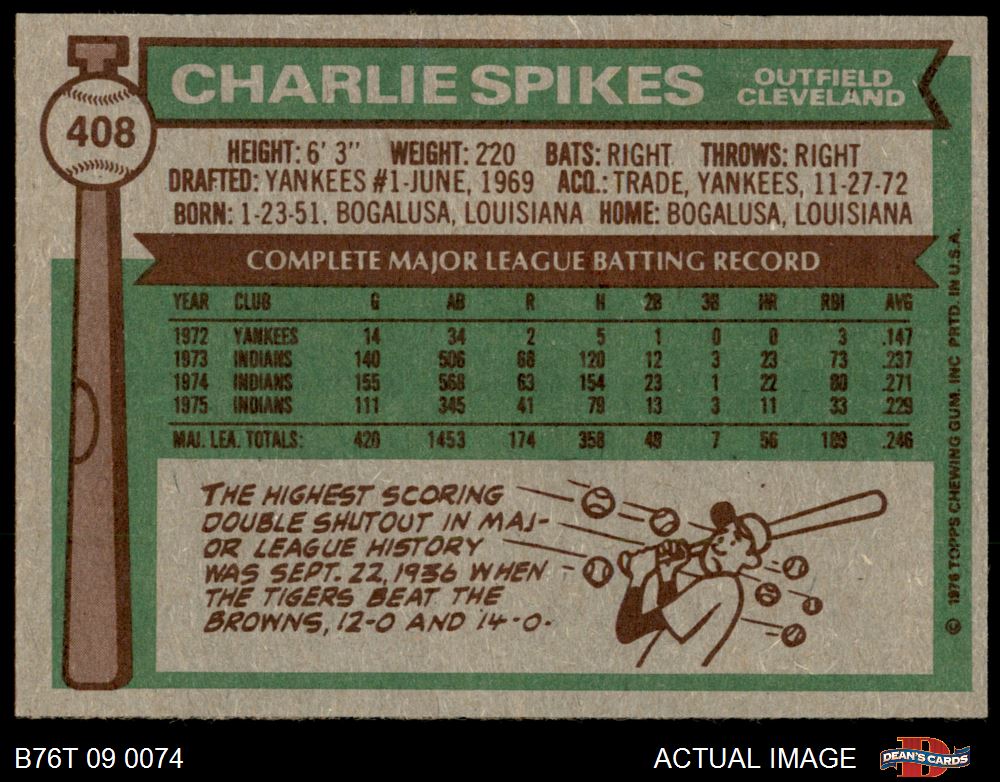 408
CHARLIE SPIKES
OUTFIELD
CLEVELAND
HEIGHT: 6' 3" WEIGHT: 220 BATS: RIGHT THROWS: RIGHT
DRAFTED: YANKEES #1-JUNE, 1969 ACQ.: TRADE, YANKEES, 11-27-72
BORN: 1-23-51, BOGALUSA, LOUISIANA HOME: BOGALUSA, LOUISIANA
COMPLETE MAJOR LEAGUE BATTING RECORD
YEAR CLUB G AB R H 2B 3B HR RBI AVG
1972 YANKEES 14 34 2 5 1 0 0 3 .147
1973 INDIANS 140 506 68 120 12 3 23 73 .237
1974 INDIANS 155 568 63 154 23 1 22 80 .271
1975 INDIANS 111 345 41 79 13 3 11 33 .229
MAJ. LEA. TOTALS: 420 1453 174 358 49 7 56 189 .246
THE HIGHEST SCORING
DOUBLE SHUTOUT IN MAJ-
OR LEAGUE HISTORY
WAS SEPT. 22, 1936 WHEN
THE TIGERS BEAT THE
BROWNS, 12-0 AND 14-0.
© 1976 TOPPS CHEWING GUM, INC PRTD. IN U.S.A.
B76T 09 0074
ACTUAL IMAGE
DEAN'S CARDS